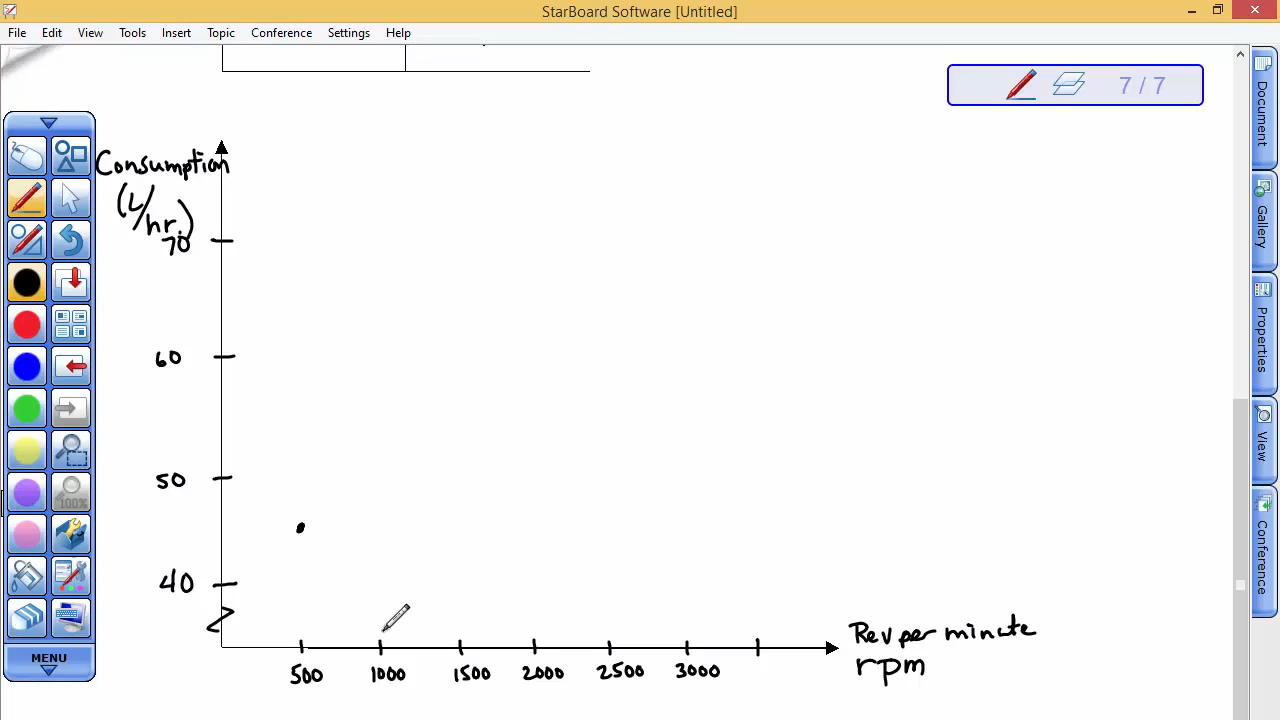 StarBoard Software [Untitled]
File Edit View Tools Insert Topic Conference Settings Help
7 / 7
Document
Gallery
Properties
View
Conference
100%
MENU
Consumption
(L/hr.)
70
60
50
40
500 1000 1500 2000 2500 3000
Rev per minute
rpm